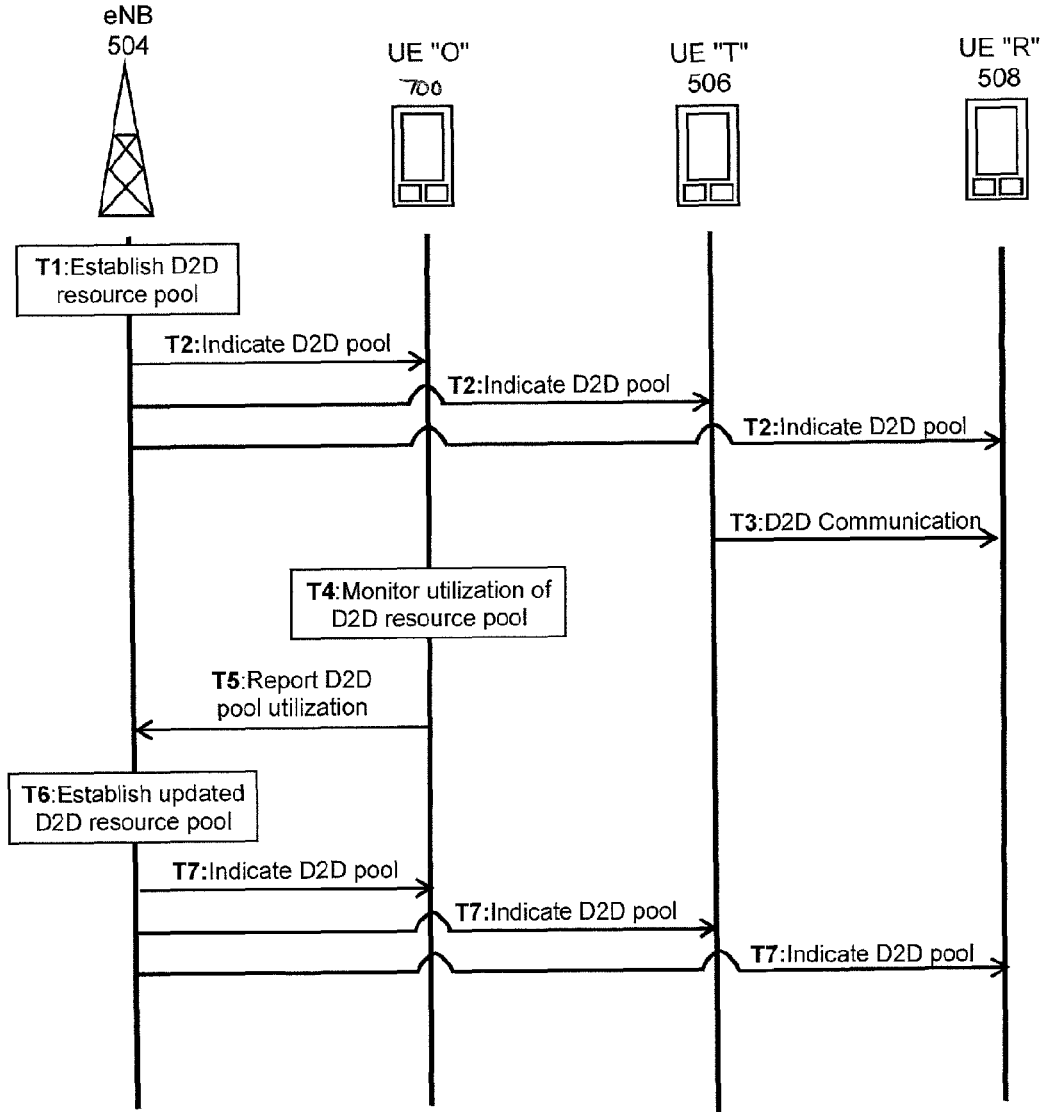 eNB
504
UE "O"
700
UE "T"
506
UE "R"
508
T1:Establish D2D
resource pool
T2:Indicate D2D pool
T2:Indicate D2D pool
T2:Indicate D2D pool
T3:D2D Communication
T4:Monitor utilization of
D2D resource pool
T5:Report D2D
pool utilization
T6:Establish updated
D2D resource pool
T7:Indicate D2D pool
T7:Indicate D2D pool
T7:Indicate D2D pool